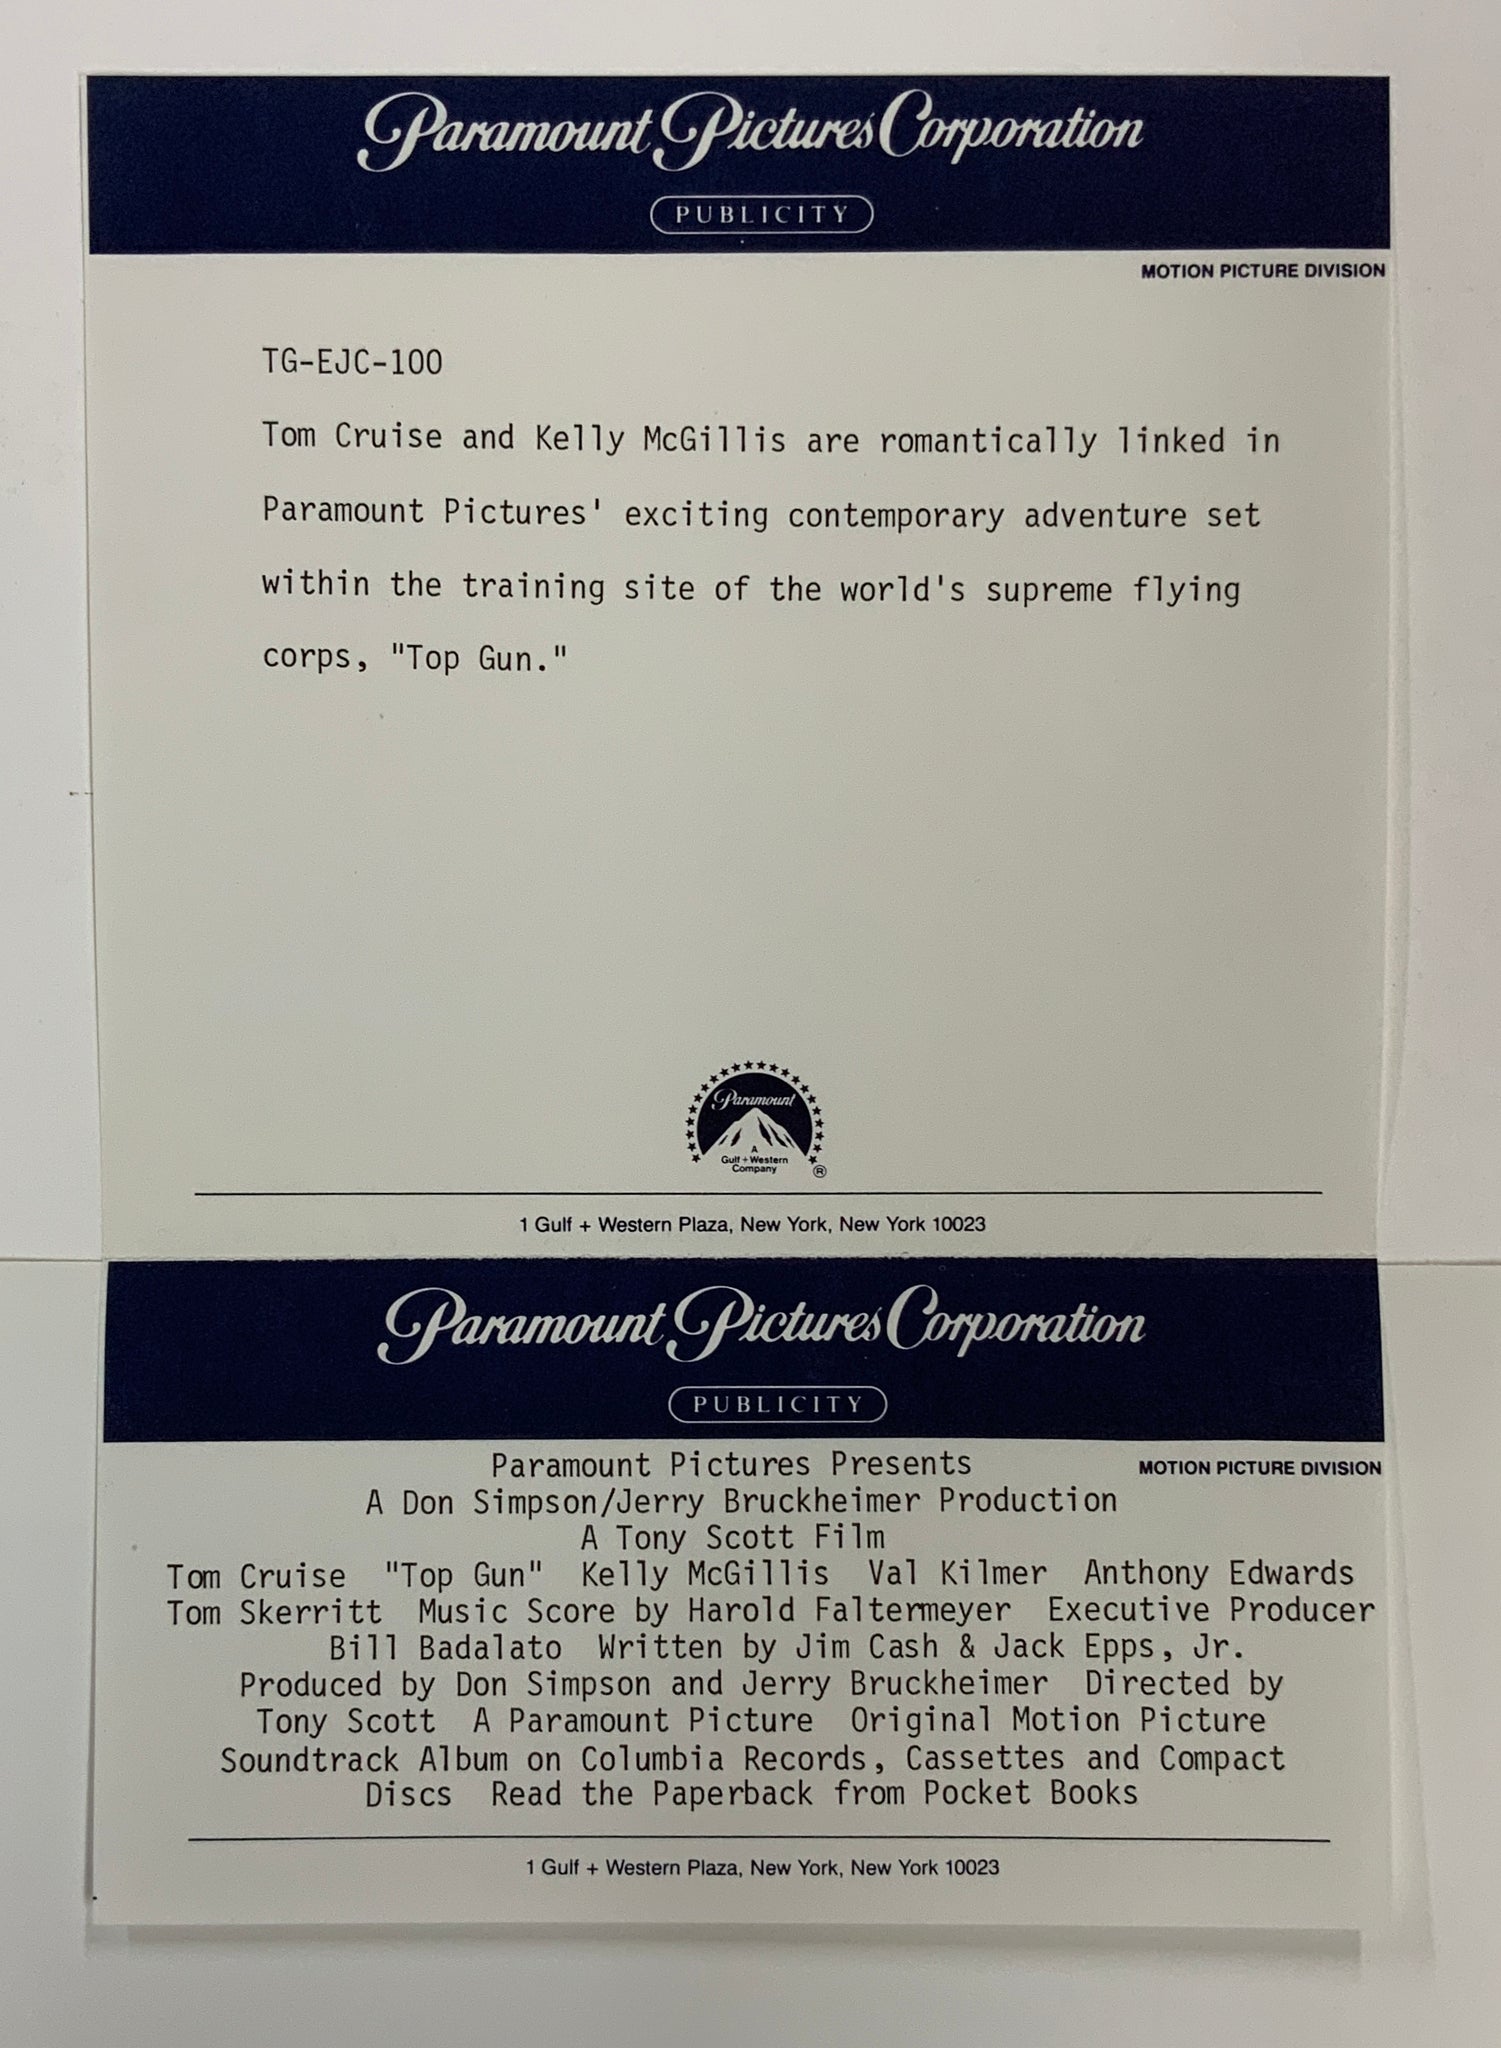 Paramount Pictures Corporation
PUBLICITY
MOTION PICTURE DIVISION
TG-EJC-100
Tom Cruise and Kelly McGillis are romantically linked in
Paramount Pictures' exciting contemporary adventure set
within the training site of the world's supreme flying
corps, "Top Gun."
Paramount
A
Gulf + Western
Company
®
1 Gulf + Western Plaza, New York, New York 10023
Paramount Pictures Corporation
PUBLICITY
MOTION PICTURE DIVISION
Paramount Pictures Presents
A Don Simpson/Jerry Bruckheimer Production
A Tony Scott Film
Tom Cruise "Top Gun" Kelly McGillis Val Kilmer Anthony Edwards
Tom Skerritt Music Score by Harold Faltermeyer Executive Producer
Bill Badalato Written by Jim Cash & Jack Epps, Jr.
Produced by Don Simpson and Jerry Bruckheimer Directed by
Tony Scott A Paramount Picture Original Motion Picture
Soundtrack Album on Columbia Records, Cassettes and Compact
Discs Read the Paperback from Pocket Books
1 Gulf + Western Plaza, New York, New York 10023